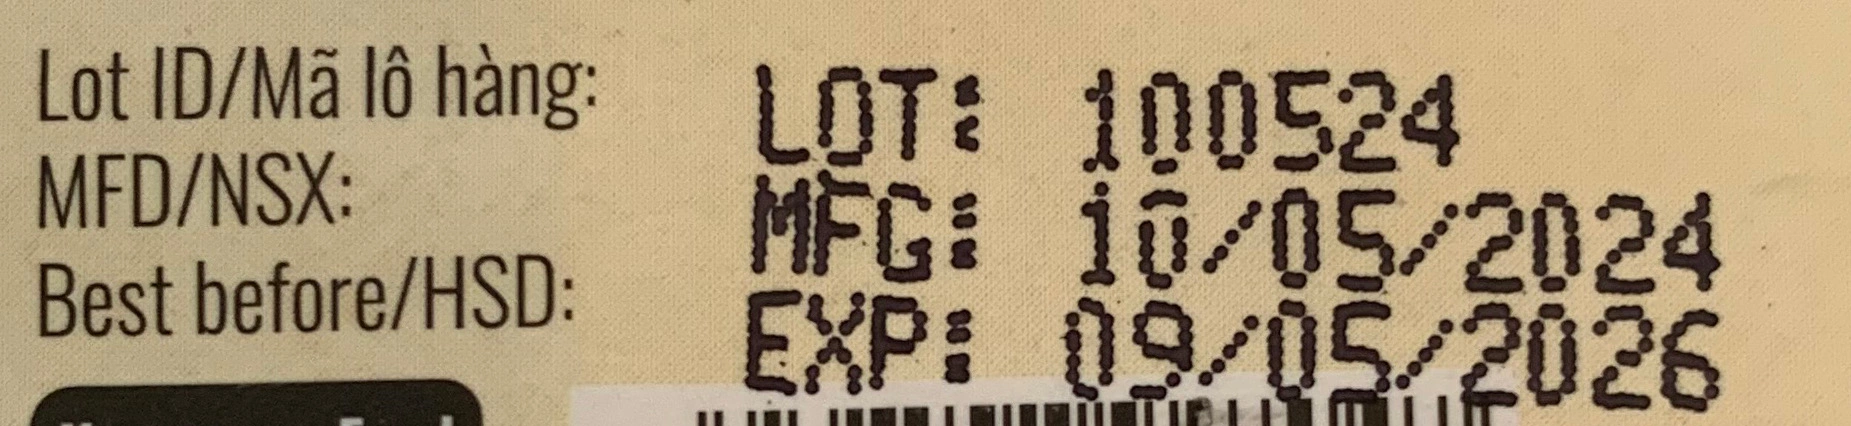 Lot ID/Mã lô hàng: LOT: 100524
MFD/NSX: MFG: 10/05/2024
Best before/HSD: EXP: 09/05/2026